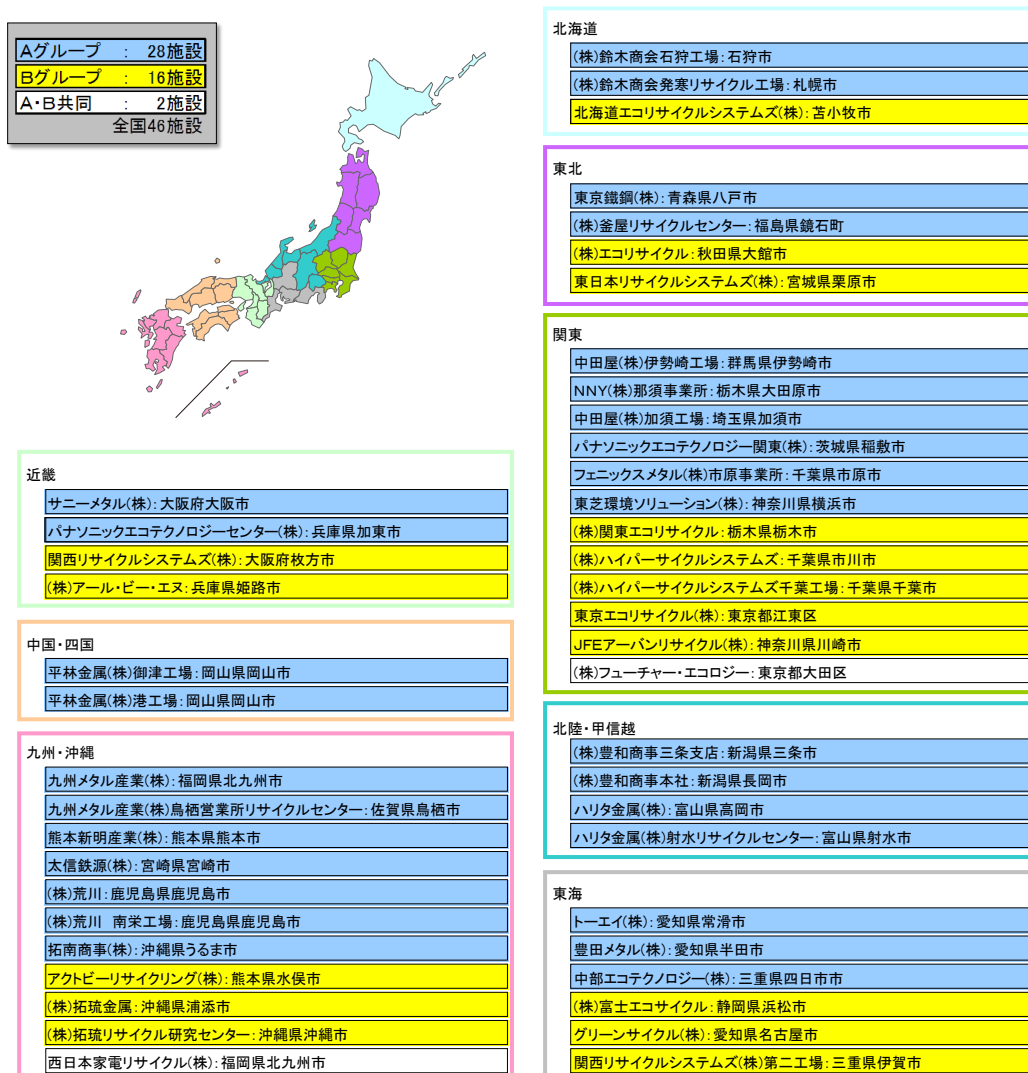 Aグループ : 28施設
Bグループ : 16施設
A・B共同 : 2施設
全国46施設
北海道
(株)鈴木商会石狩工場:石狩市
(株)鈴木商会発寒リサイクル工場:札幌市
北海道エコリサイクルシステムズ(株):苫小牧市
東北
東京鐵鋼(株):青森県八戸市
(株)釜屋リサイクルセンター:福島県鏡石町
(株)エコリサイクル:秋田県大館市
東日本リサイクルシステムズ(株):宮城県栗原市
関東
中田屋(株)伊勢崎工場:群馬県伊勢崎市
NNY(株)那須事業所:栃木県大田原市
中田屋(株)加須工場:埼玉県加須市
パナソニックエコテクノロジー関東(株):茨城県稲敷市
フェニックスメタル(株)市原事業所:千葉県市原市
東芝環境ソリューション(株):神奈川県横浜市
(株)関東エコリサイクル:栃木県栃木市
(株)ハイパーサイクルシステムズ:千葉県市川市
(株)ハイパーサイクルシステムズ千葉工場:千葉県千葉市
東京エコリサイクル(株):東京都江東区
JFEアーバンリサイクル(株):神奈川県川崎市
(株)フューチャー・エコロジー:東京都大田区
北陸・甲信越
(株)豊和商事三条支店:新潟県三条市
(株)豊和商事本社:新潟県長岡市
ハリタ金属(株):富山県高岡市
ハリタ金属(株)射水リサイクルセンター:富山県射水市
東海
トーエイ(株):愛知県常滑市
豊田メタル(株):愛知県半田市
中部エコテクノロジー(株):三重県四日市市
(株)富士エコサイクル:静岡県浜松市
グリーンサイクル(株):愛知県名古屋市
関西リサイクルシステムズ(株)第二工場:三重県伊賀市
近畿
サニーメタル(株):大阪府大阪市
パナソニックエコテクノロジーセンター(株):兵庫県加東市
関西リサイクルシステムズ(株):大阪府枚方市
(株)アール・ビー・エヌ:兵庫県姫路市
中国・四国
平林金属(株)御津工場:岡山県岡山市
平林金属(株)港工場:岡山県岡山市
九州・沖縄
九州メタル産業(株):福岡県北九州市
九州メタル産業(株)鳥栖営業所リサイクルセンター:佐賀県鳥栖市
熊本新明産業(株):熊本県熊本市
太信鉄源(株):宮崎県宮崎市
(株)荒川:鹿児島県鹿児島市
(株)荒川 南栄工場:鹿児島県鹿児島市
拓南商事(株):沖縄県うるま市
アクトビーリサイクリング(株):熊本県水俣市
(株)拓琉金属:沖縄県浦添市
(株)拓琉リサイクル研究センター:沖縄県沖縄市
西日本家電リサイクル(株):福岡県北九州市